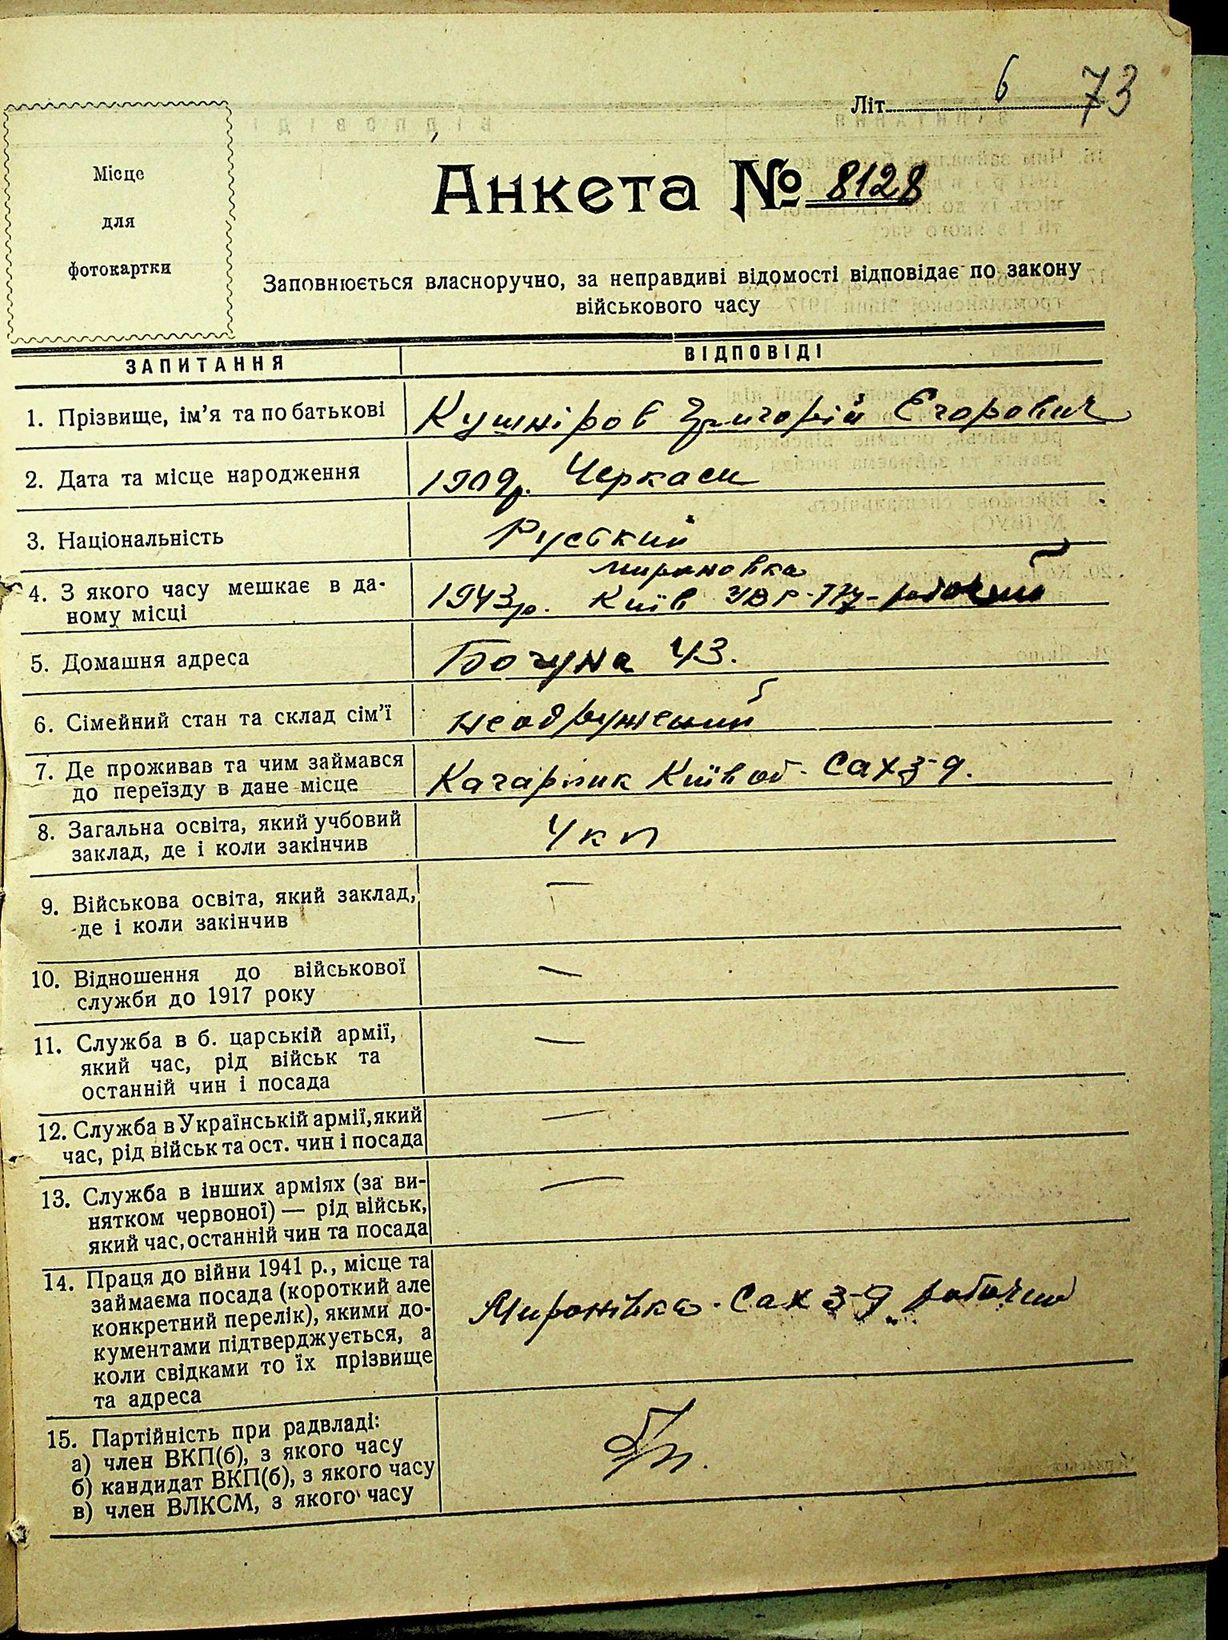 Літ. 6 73
Місце
для
фотокартки
Анкета № 8128
Заповнюється власноручно, за неправдиві відомості відповідає по закону
військового часу
ЗАПИТАННЯ ВІДПОВІДІ
1. Прізвище, ім'я та по батькові Кушніров Григорій Єгорович
2. Дата та місце народження 1909р. Черкаси
3. Національність Руський
мироновка
4. З якого часу мешкає в да- 1943р. Київ
ному місці
5. Домашня адреса 43.
6. Сімейний стан та склад сім'ї неодружений
7. Де проживав та чим займався
до переїзду в дане місце Кагарлик Київ об. Сах з-д.
8. Загальна освіта, який учбовий 4 кл
заклад, де і коли закінчив
9. Військова освіта, який заклад, —
де і коли закінчив
10. Відношення до військової —
служби до 1917 року
11. Служба в б. царській армії, —
який час, рід військ та
останній чин і посада
12. Служба в Українській армії, який —
час, рід військ та ост. чин і посада
13. Служба в інших арміях (за ви- —
нятком червоної) — рід військ,
який час, останній чин та посада
14. Праця до війни 1941 р., місце та
займаєма посада (короткий але
конкретний перелік), якими до- Миронівка. Сах з-д. робочий
кументами підтверджується, а
коли свідками то їх прізвище
та адреса
15. Партійність при радвладі:
а) член ВКП(б), з якого часу б/п.
б) кандидат ВКП(б), з якого часу
в) член ВЛКСМ, з якого часу